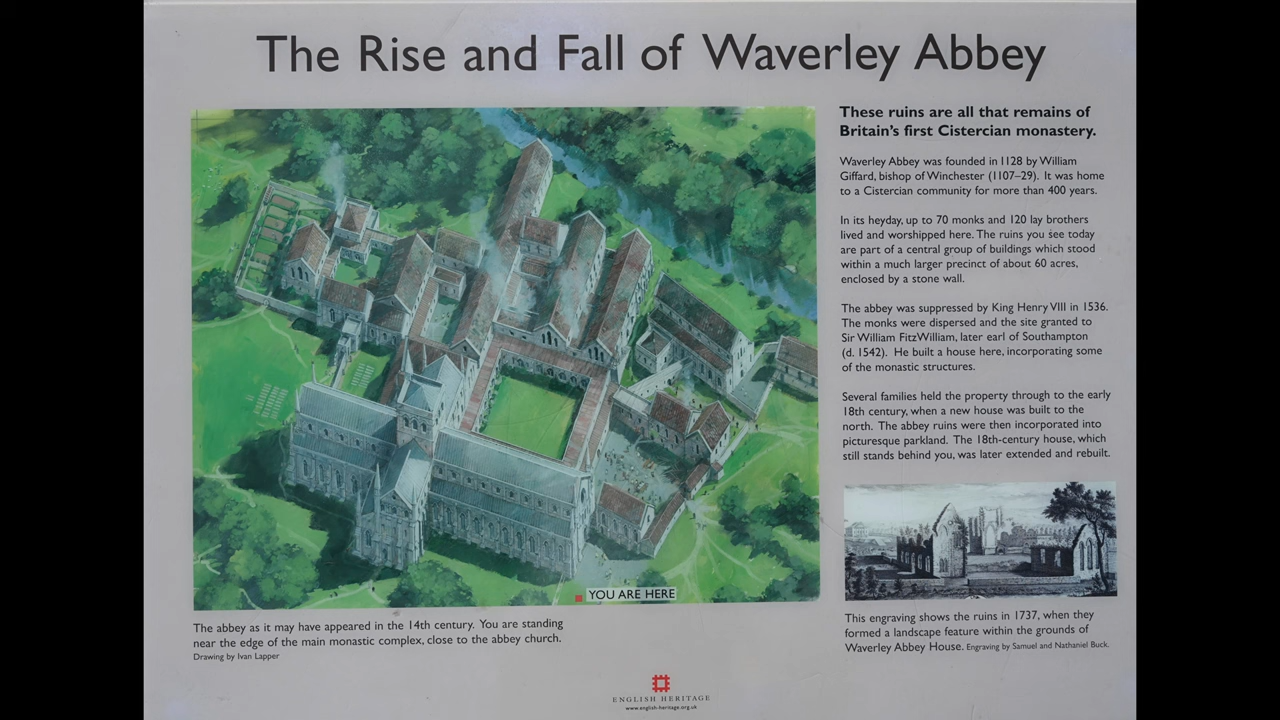 The Rise and Fall of Waverley Abbey
These ruins are all that remains of
Britain's first Cistercian monastery.
Waverley Abbey was founded in 1128 by William
Giffard, bishop of Winchester (1107–29). It was home
to a Cistercian community for more than 400 years.
In its heyday, up to 70 monks and 120 lay brothers
lived and worshipped here. The ruins you see today
are part of a central group of buildings which stood
within a much larger precinct of about 60 acres,
enclosed by a stone wall.
The abbey was suppressed by King Henry VIII in 1536.
The monks were dispersed and the site granted to
Sir William FitzWilliam, later earl of Southampton
(d. 1542). He built a house here, incorporating some
of the monastic structures.
Several families held the property through to the early
18th century, when a new house was built to the
north. The abbey ruins were then incorporated into
picturesque parkland. The 18th-century house, which
still stands behind you, was later extended and rebuilt.
YOU ARE HERE
The abbey as it may have appeared in the 14th century. You are standing
near the edge of the main monastic complex, close to the abbey church.
Drawing by Ivan Lapper
This engraving shows the ruins in 1737, when they
formed a landscape feature within the grounds of
Waverley Abbey House. Engraving by Samuel and Nathaniel Buck.
ENGLISH HERITAGE
www.english-heritage.org.uk